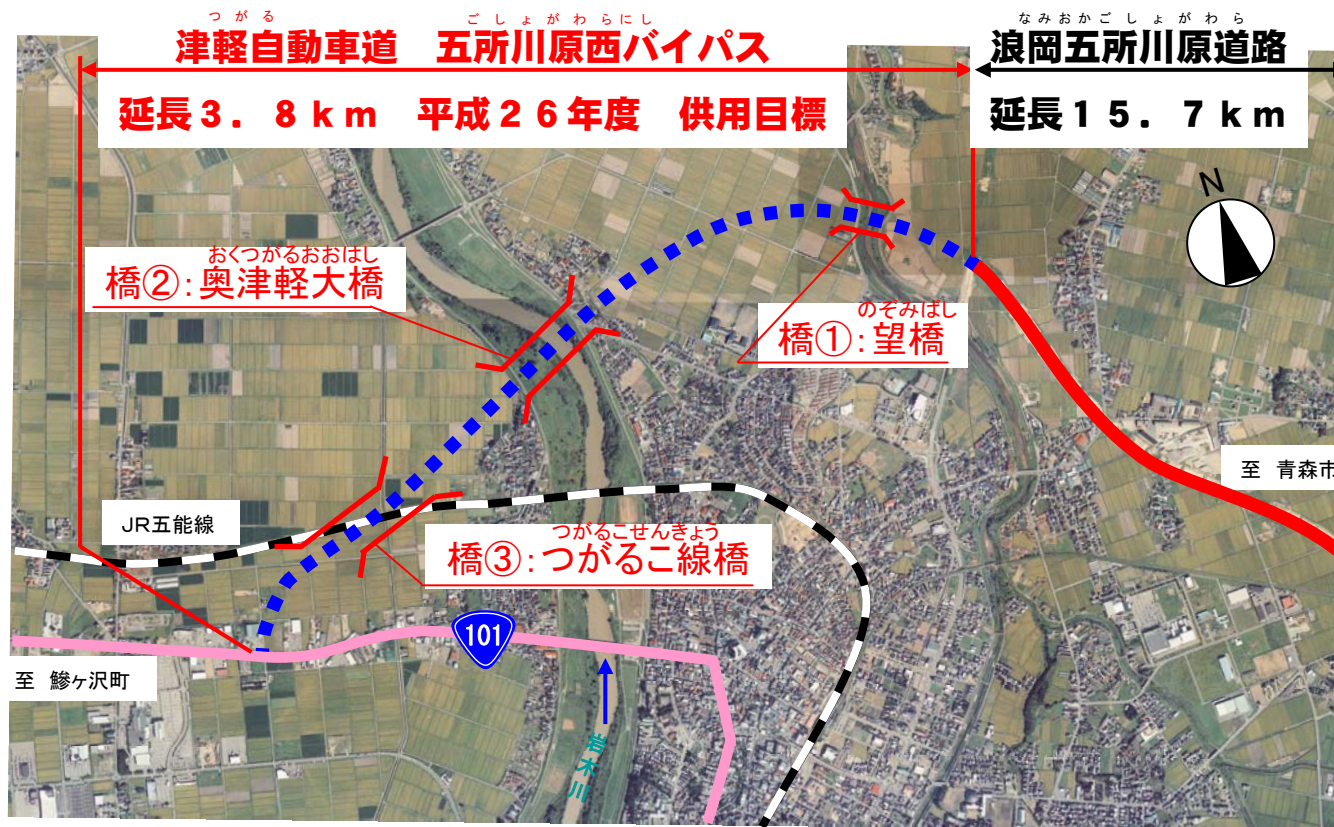 つがる
ごしょがわらにし
津軽自動車道　五所川原西バイパス
延長３．８ｋｍ　平成２６年度　供用目標
なみおかごしょがわら
浪岡五所川原道路
延長１５．７ｋｍ
N
おくつがるおおはし
橋②：奥津軽大橋
のぞみばし
橋①：望橋
至 青森市
JR五能線
つがるこせんきょう
橋③：つがるこ線橋
101
至 鰺ヶ沢町
岩木川